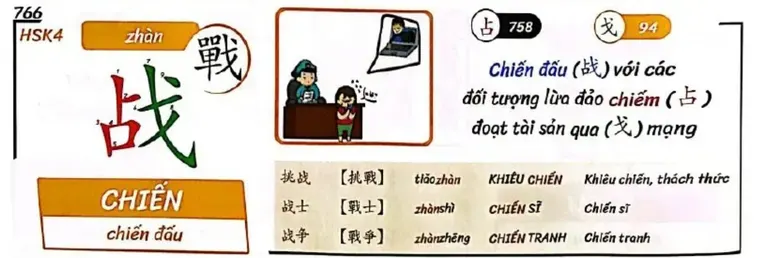 766
HSK4
zhàn
戰
战
CHIẾN
chiến đấu
占 758
戈 94
Chiến đấu (战) với các
đối tượng lừa đảo chiếm (占)
đoạt tài sản qua (戈) mạng
挑战 【挑戰】 tiǎozhàn KHIÊU CHIẾN Khiêu chiến, thách thức
战士 【戰士】 zhànshì CHIẾN SĨ Chiến sĩ
战争 【戰爭】 zhànzhēng CHIẾN TRANH Chiến tranh